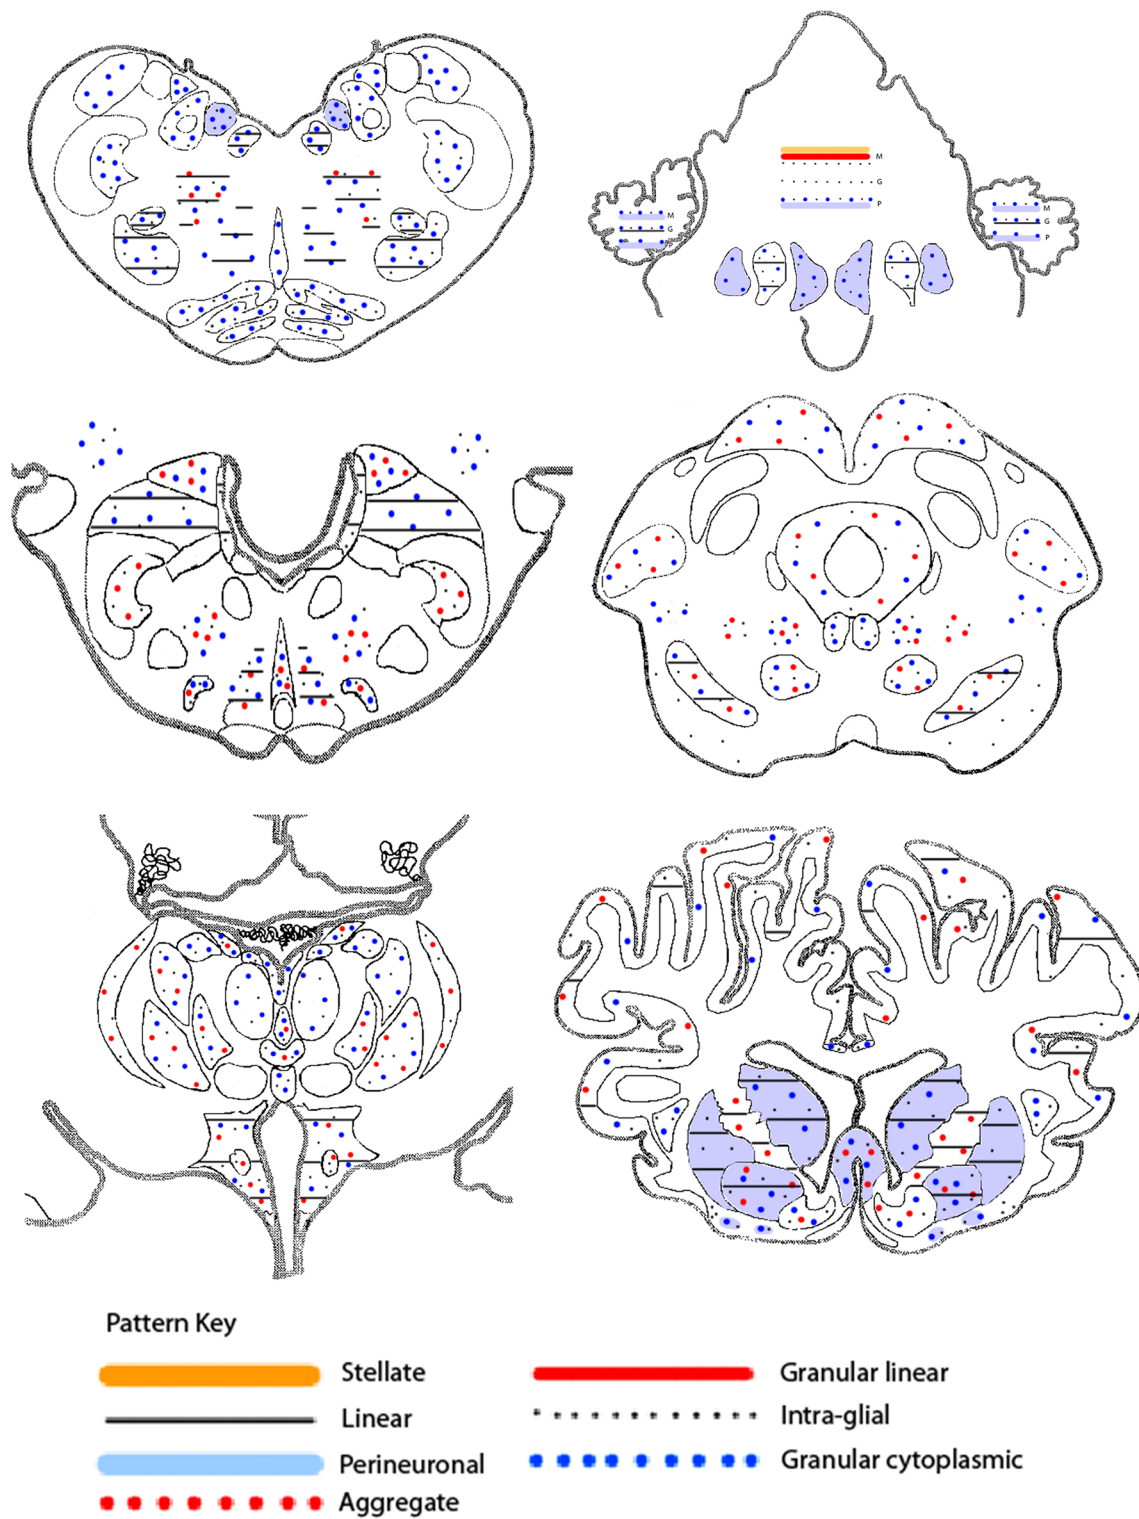 M
G
P
M
G
P
M
G
P
Pattern Key
Stellate
Granular linear
Linear
Intra-glial
Perineuronal
Granular cytoplasmic
Aggregate